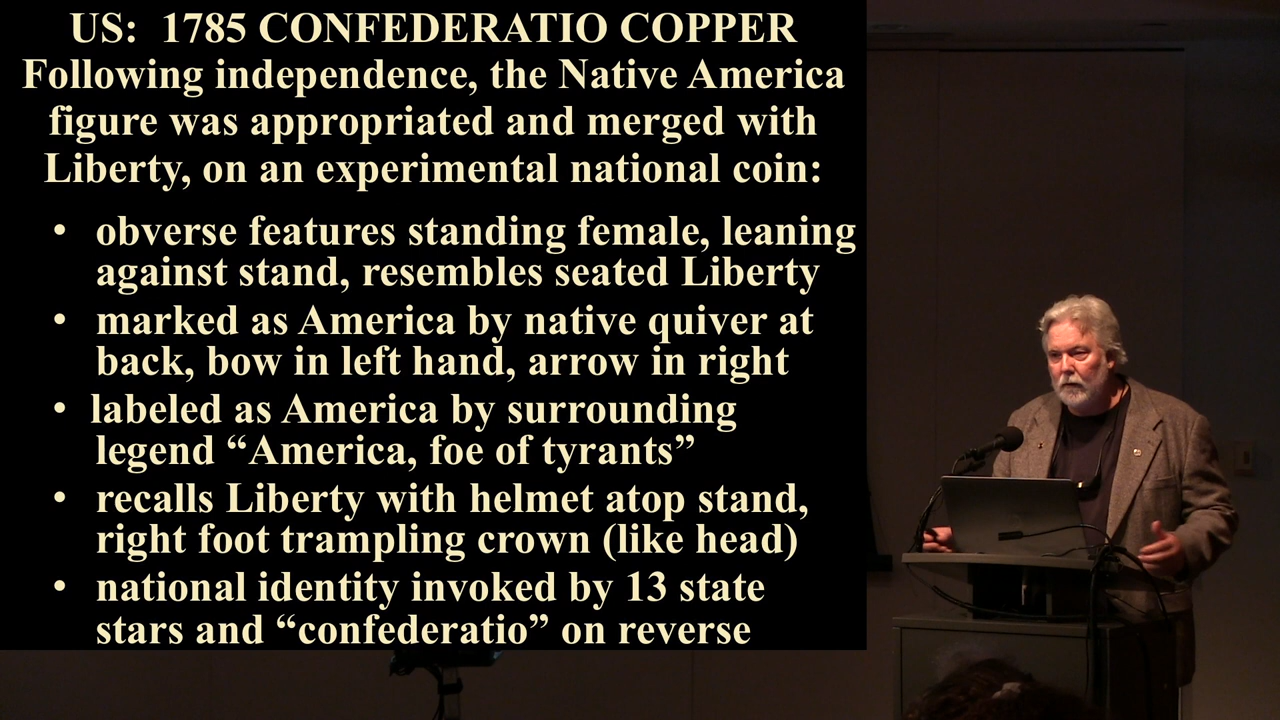 US: 1785 CONFEDERATIO COPPER
Following independence, the Native America
figure was appropriated and merged with
Liberty, on an experimental national coin:
• obverse features standing female, leaning
against stand, resembles seated Liberty
• marked as America by native quiver at
back, bow in left hand, arrow in right
• labeled as America by surrounding
legend “America, foe of tyrants”
• recalls Liberty with helmet atop stand,
right foot trampling crown (like head)
• national identity invoked by 13 state
stars and “confederatio” on reverse